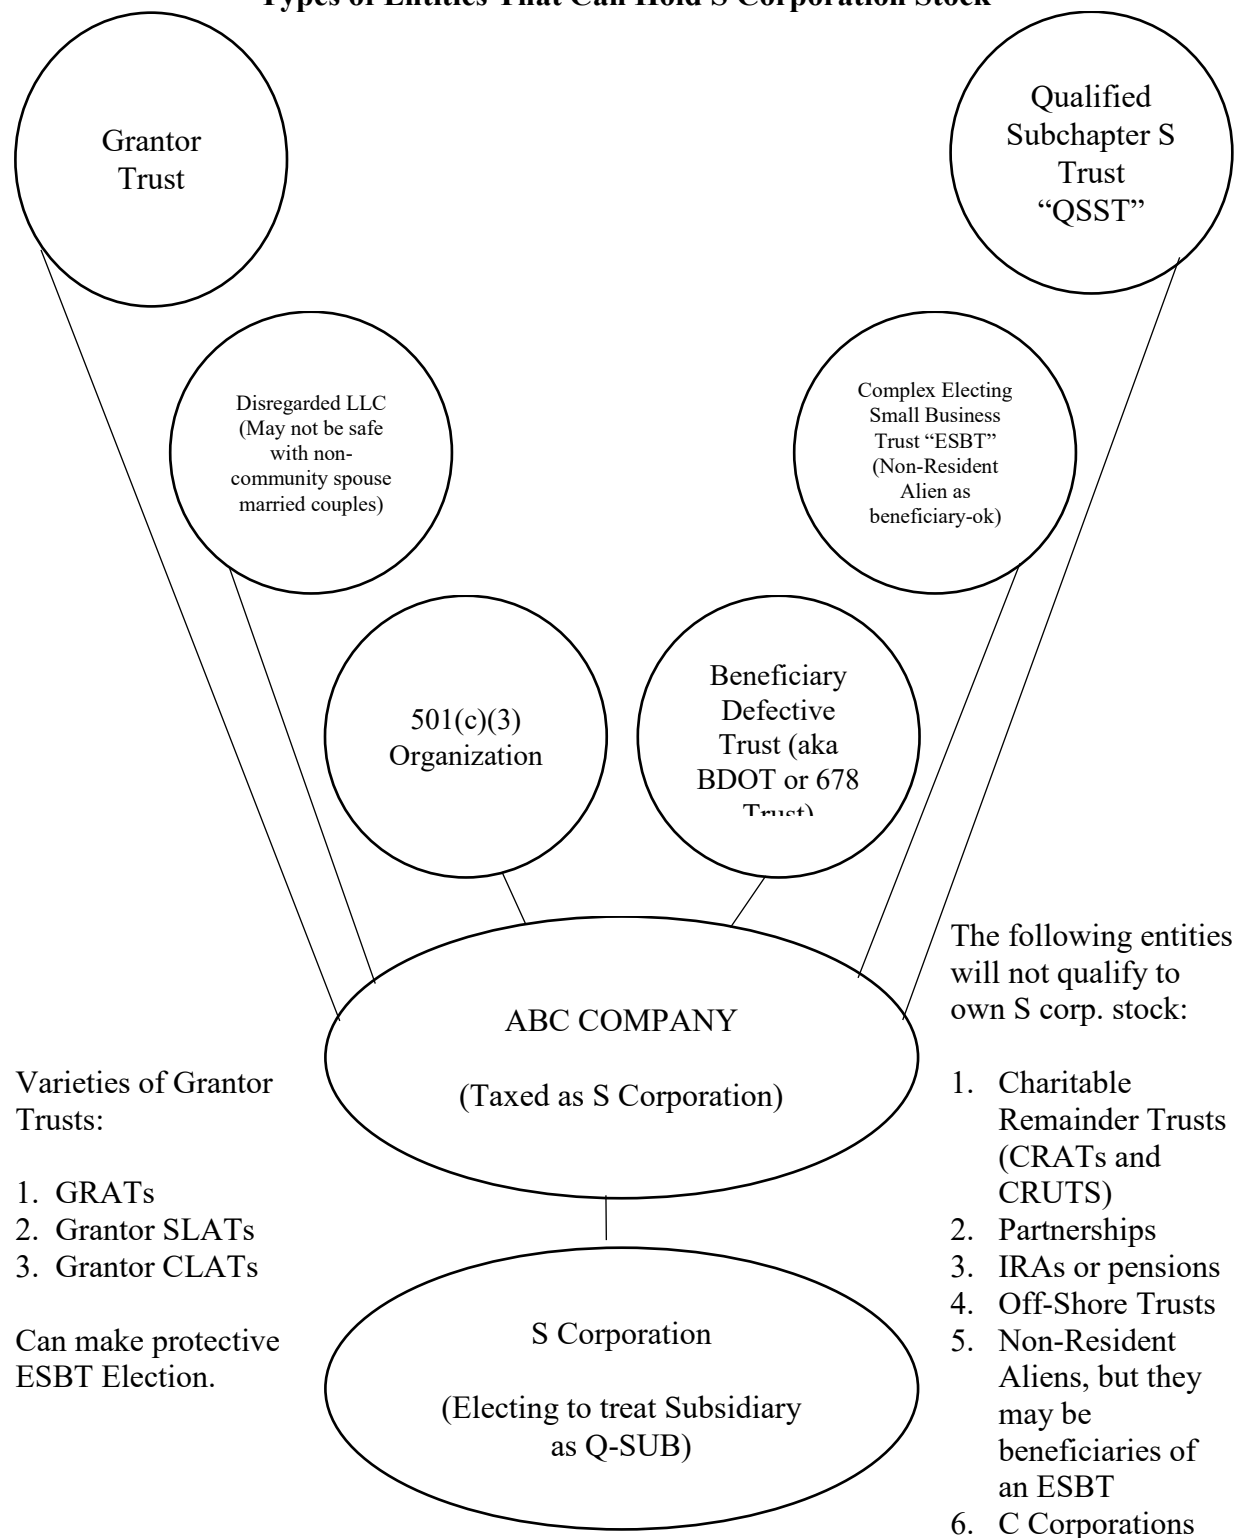 Types of Entities That Can Hold S Corporation Stock
Grantor
Trust
Qualified
Subchapter S
Trust
“QSST”
Disregarded LLC
(May not be safe
with non-
community spouse
married couples)
Complex Electing
Small Business
Trust “ESBT”
(Non-Resident
Alien as
beneficiary-ok)
501(c)(3)
Organization
Beneficiary
Defective
Trust (aka
BDOT or 678
Trust)
ABC COMPANY
(Taxed as S Corporation)
S Corporation
(Electing to treat Subsidiary
as Q-SUB)
Varieties of Grantor
Trusts:
1. GRATs
2. Grantor SLATs
3. Grantor CLATs
Can make protective
ESBT Election.
The following entities
will not qualify to
own S corp. stock:
1. Charitable
Remainder Trusts
(CRATs and
CRUTS)
2. Partnerships
3. IRAs or pensions
4. Off-Shore Trusts
5. Non-Resident
Aliens, but they
may be
beneficiaries of
an ESBT
6. C Corporations